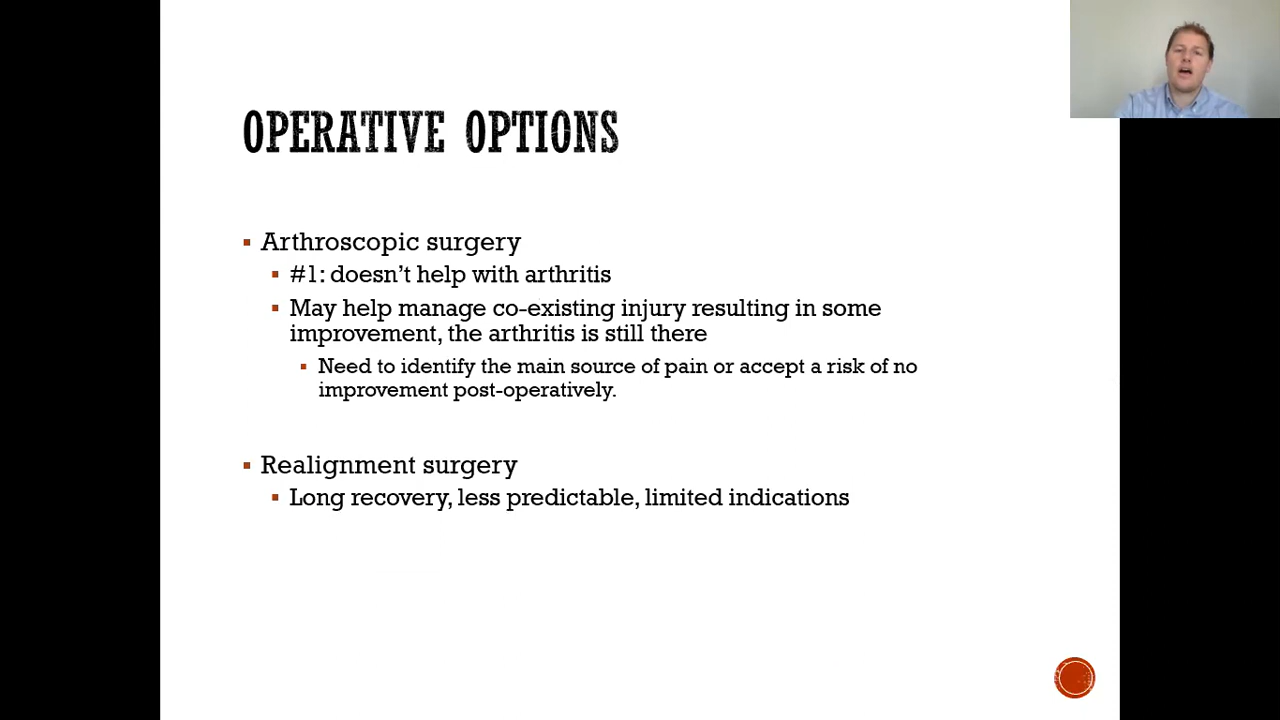 OPERATIVE OPTIONS
▪ Arthroscopic surgery
▪ #1: doesn’t help with arthritis
▪ May help manage co-existing injury resulting in some
improvement, the arthritis is still there
▪ Need to identify the main source of pain or accept a risk of no
improvement post-operatively.
▪ Realignment surgery
▪ Long recovery, less predictable, limited indications